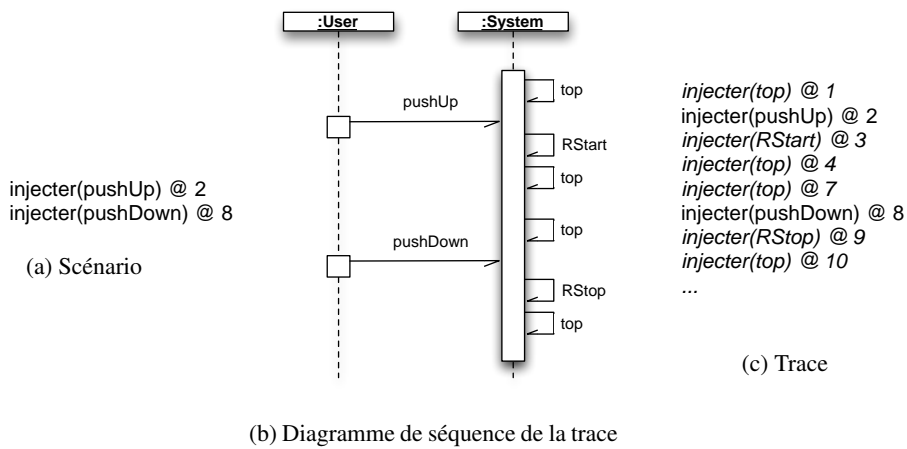 :User
:System
top
pushUp
RStart
top
top
pushDown
RStop
top
injecter(pushUp) @ 2
injecter(pushDown) @ 8
(a) Scénario
injecter(top) @ 1
injecter(pushUp) @ 2
injecter(RStart) @ 3
injecter(top) @ 4
injecter(top) @ 7
injecter(pushDown) @ 8
injecter(RStop) @ 9
injecter(top) @ 10
...
(c) Trace
(b) Diagramme de séquence de la trace